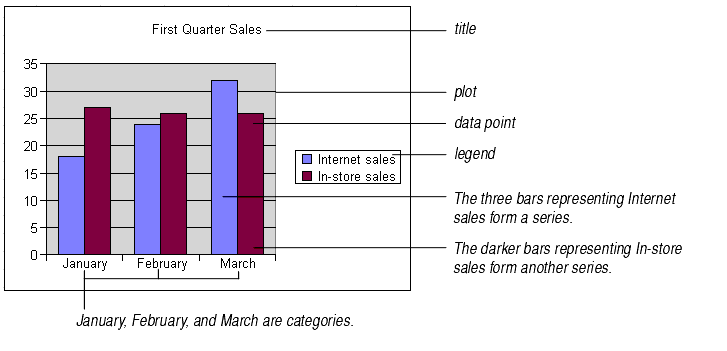 First Quarter Sales
title
35
30
25
20
15
10
5
0
plot
data point
legend
Internet sales
In-store sales
The three bars representing Internet
sales form a series.
The darker bars representing In-store
sales form another series.
January February March
January, February, and March are categories.